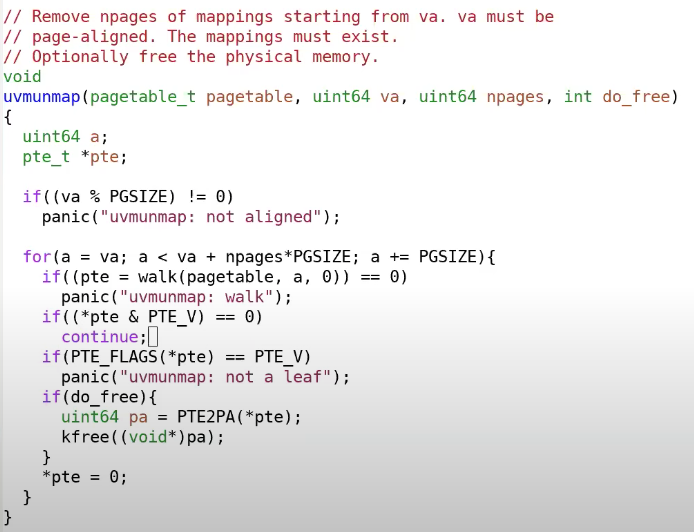 // Remove npages of mappings starting from va. va must be
// page-aligned. The mappings must exist.
// Optionally free the physical memory.
void
uvmunmap(pagetable_t pagetable, uint64 va, uint64 npages, int do_free)
{
  uint64 a;
  pte_t *pte;

  if((va % PGSIZE) != 0)
    panic("uvmunmap: not aligned");

  for(a = va; a < va + npages*PGSIZE; a += PGSIZE){
    if((pte = walk(pagetable, a, 0)) == 0)
      panic("uvmunmap: walk");
    if((*pte & PTE_V) == 0)
      continue;
    if(PTE_FLAGS(*pte) == PTE_V)
      panic("uvmunmap: not a leaf");
    if(do_free){
      uint64 pa = PTE2PA(*pte);
      kfree((void*)pa);
    }
    *pte = 0;
  }
}